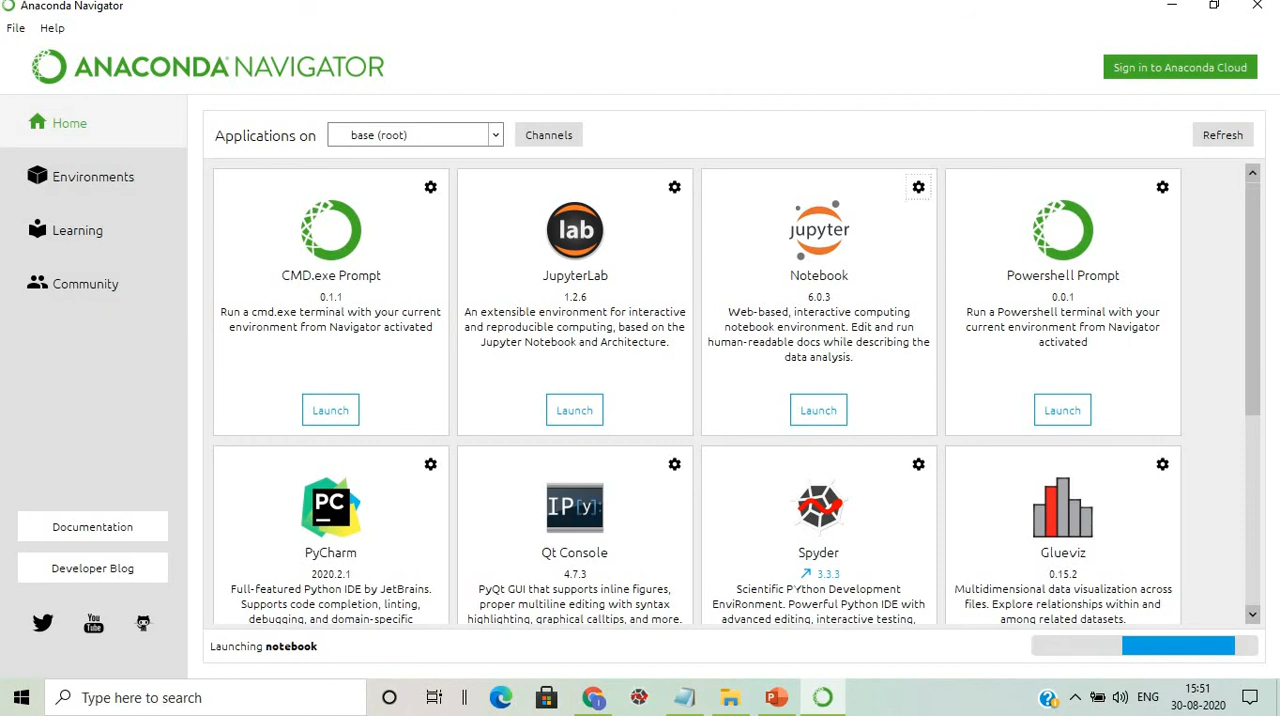 Anaconda Navigator
File Help
ANACONDA NAVIGATOR
Sign in to Anaconda Cloud
Home
Environments
Learning
Community
Documentation
Developer Blog
You
Tube
Applications on base (root) Channels Refresh
CMD.exe Prompt
0.1.1
Run a cmd.exe terminal with your current
environment from Navigator activated
Launch
lab
JupyterLab
1.2.6
An extensible environment for interactive
and reproducible computing, based on the
Jupyter Notebook and Architecture.
Launch
jupyter
Notebook
6.0.3
Web-based, interactive computing
notebook environment. Edit and run
human-readable docs while describing the
data analysis.
Launch
Powershell Prompt
0.0.1
Run a Powershell terminal with your
current environment from Navigator
activated
Launch
PC
PyCharm
2020.2.1
Full-featured Python IDE by JetBrains.
Supports code completion, linting,
debugging, and domain-specific
IP[y]:
Qt Console
4.7.3
PyQt GUI that supports inline figures,
proper multiline editing with syntax
highlighting, graphical calltips, and more.
Spyder
3.3.3
Scientific PYthon Development
EnviRonment. Powerful Python IDE with
advanced editing, interactive testing,
Glueviz
0.15.2
Multidimensional data visualization across
files. Explore relationships within and
among related datasets.
Launching notebook
Type here to search
ENG
15:51
30-08-2020